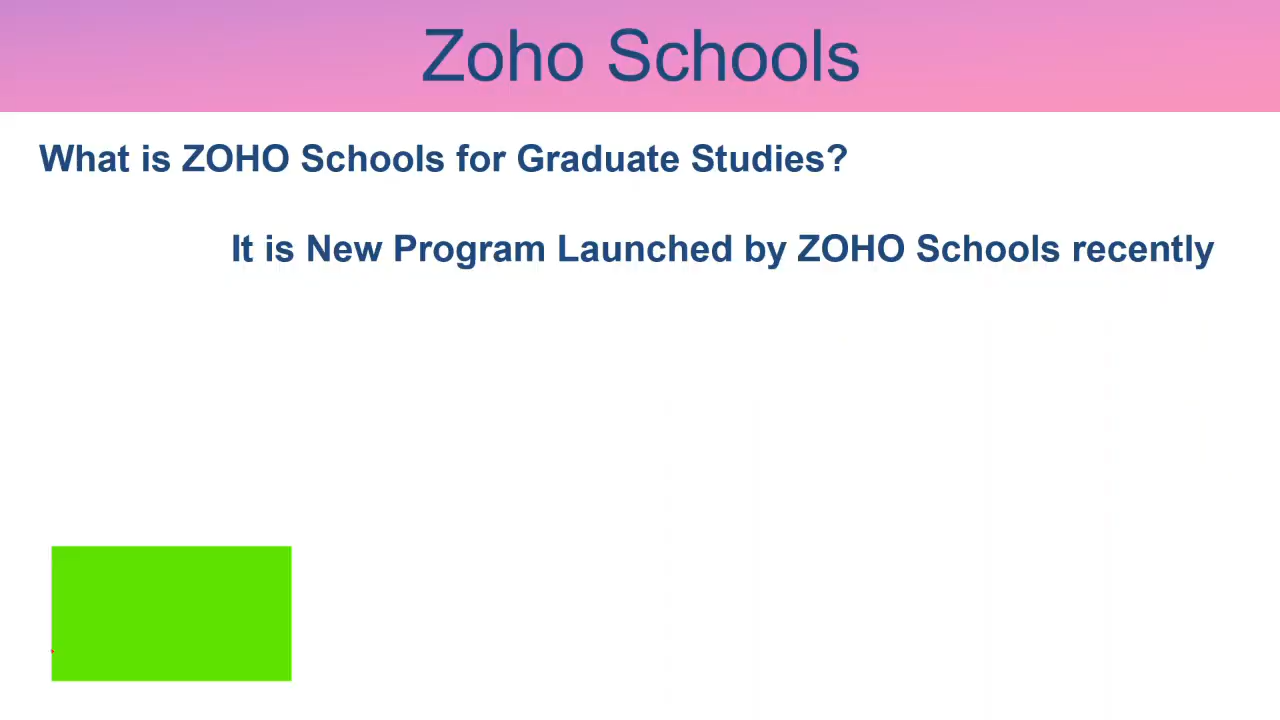 Zoho Schools
What is ZOHO Schools for Graduate Studies?
It is New Program Launched by ZOHO Schools recently